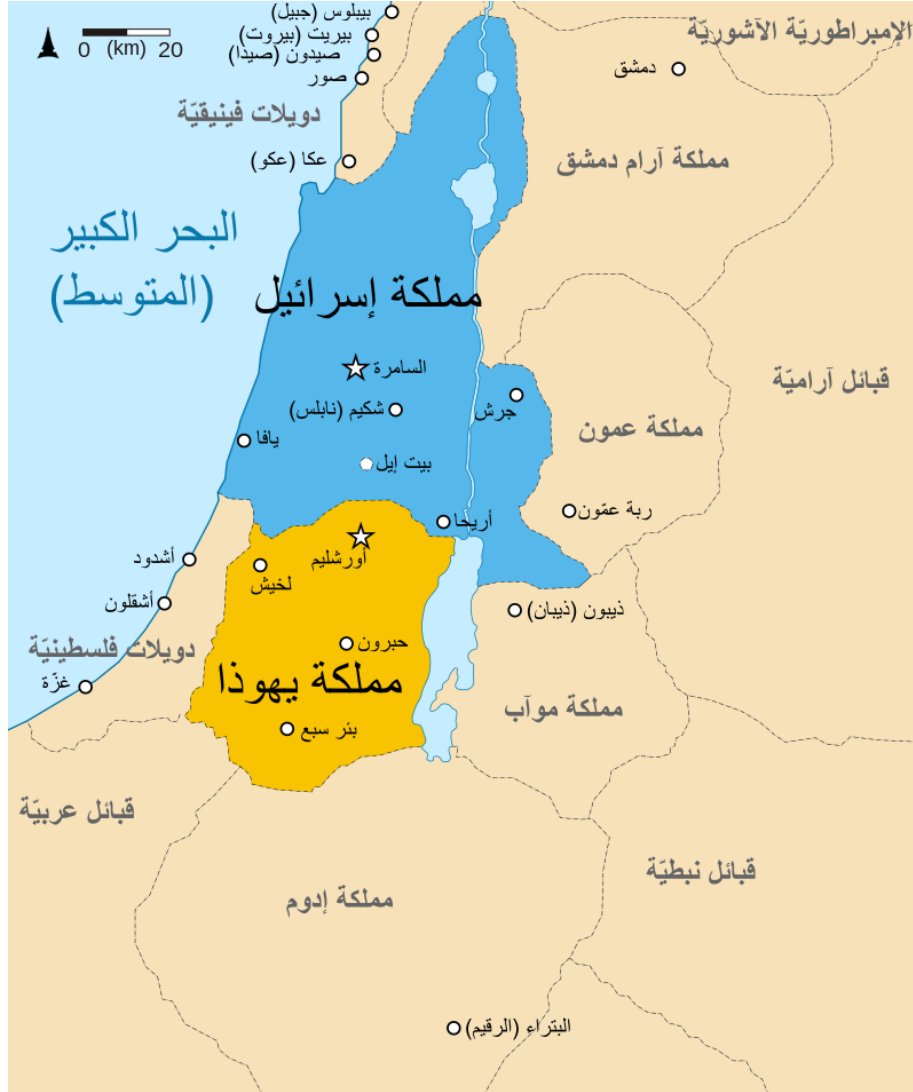 بيبلوس (جبيل)
الإمبراطوريّة الآشوريّة
بيريت (بيروت)
0 (km) 20
صيدون (صيدا)
دمشق
صور
دويلات فينيقيّة
مملكة آرام دمشق
عكا (عكو)
البحر الكبير
(المتوسط)
مملكة إسرائيل
السامرة
قبائل آراميّة
جرش
شكيم (نابلس)
مملكة عمون
يافا
بيت إيل
ربة عمّون
أريحا
أورشليم
أشدود
لخيش
أشقلون
ذيبون (ذيبان)
دويلات فلسطينيّة
حبرون
غزّة
مملكة يهوذا
مملكة موآب
بئر سبع
قبائل عربيّة
قبائل نبطيّة
مملكة إدوم
البتراء (الرقيم)